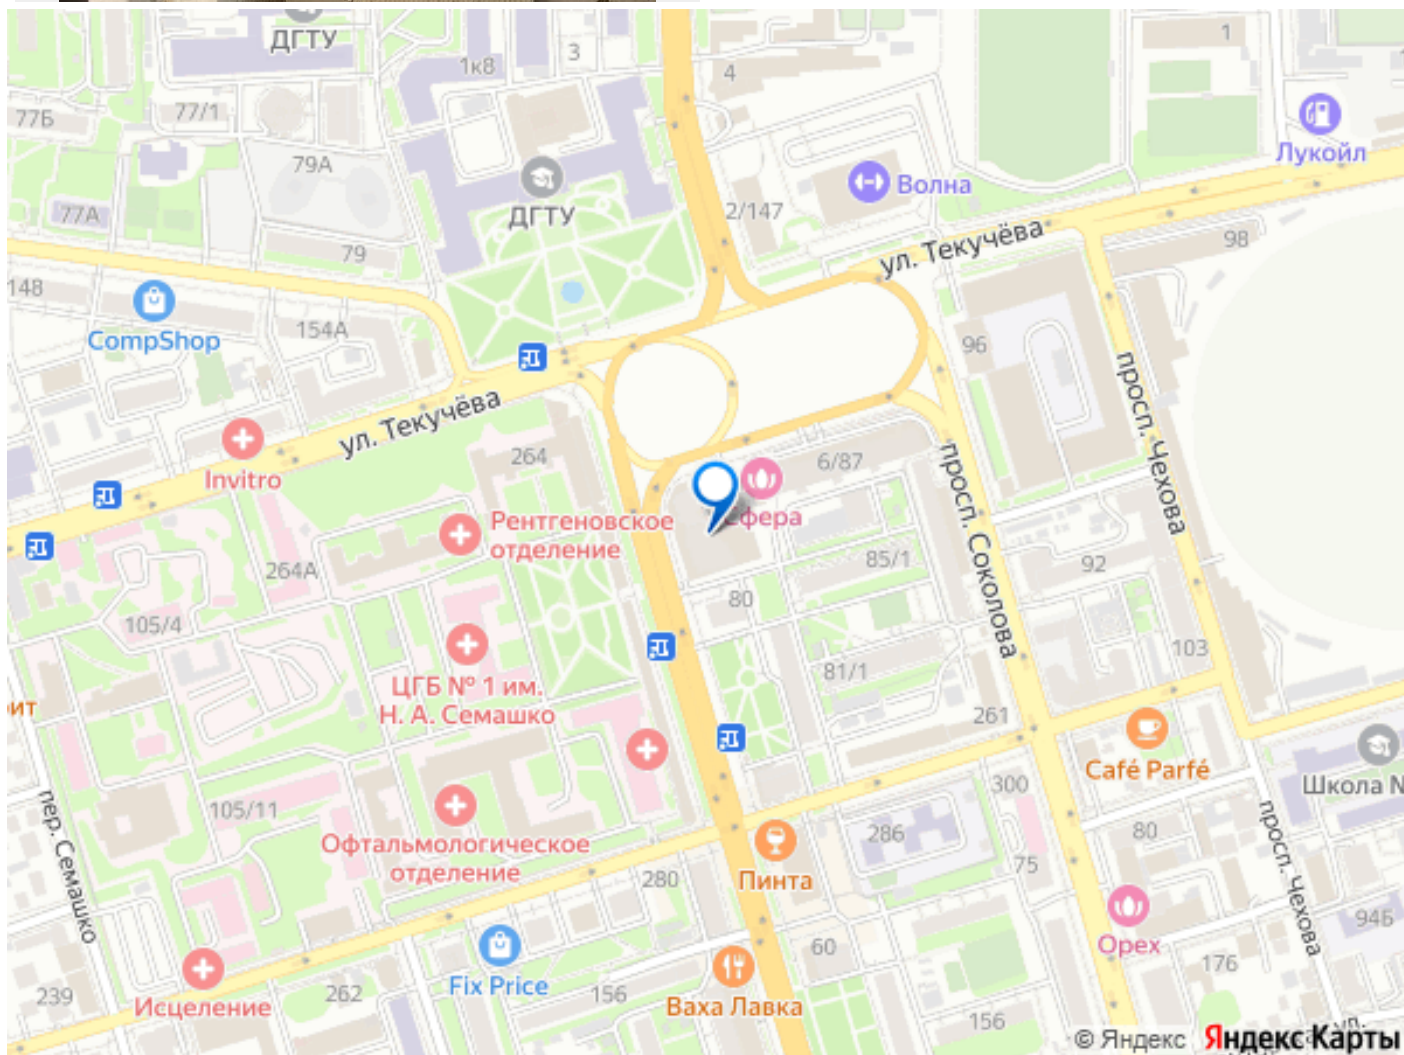 ДГТУ
1к8
3
4
1
77Б
77/1
79А
Лукойл
ДГТУ
Волна
77А
2/147
79
ул. Текучёва
98
148
CompShop
154А
96
просп. Чехова
ул. Текучёва
Invitro
264
6/87
просп. Соколова
Рентгеновское
отделение
Сфера
264А
85/1
92
80
105/4
103
81/1
ЦГБ № 1 им.
Н. А. Семашко
261
Café Parfé
Школа №
300
пер. Семашко
105/11
Офтальмологическое
отделение
286
80
просп. Чехова
75
Пинта
280
94Б
Орех
60
Fix Price
176
239
Исцеление
262
156
Ваха Лавка
156
© Яндекс Яндекс Карты